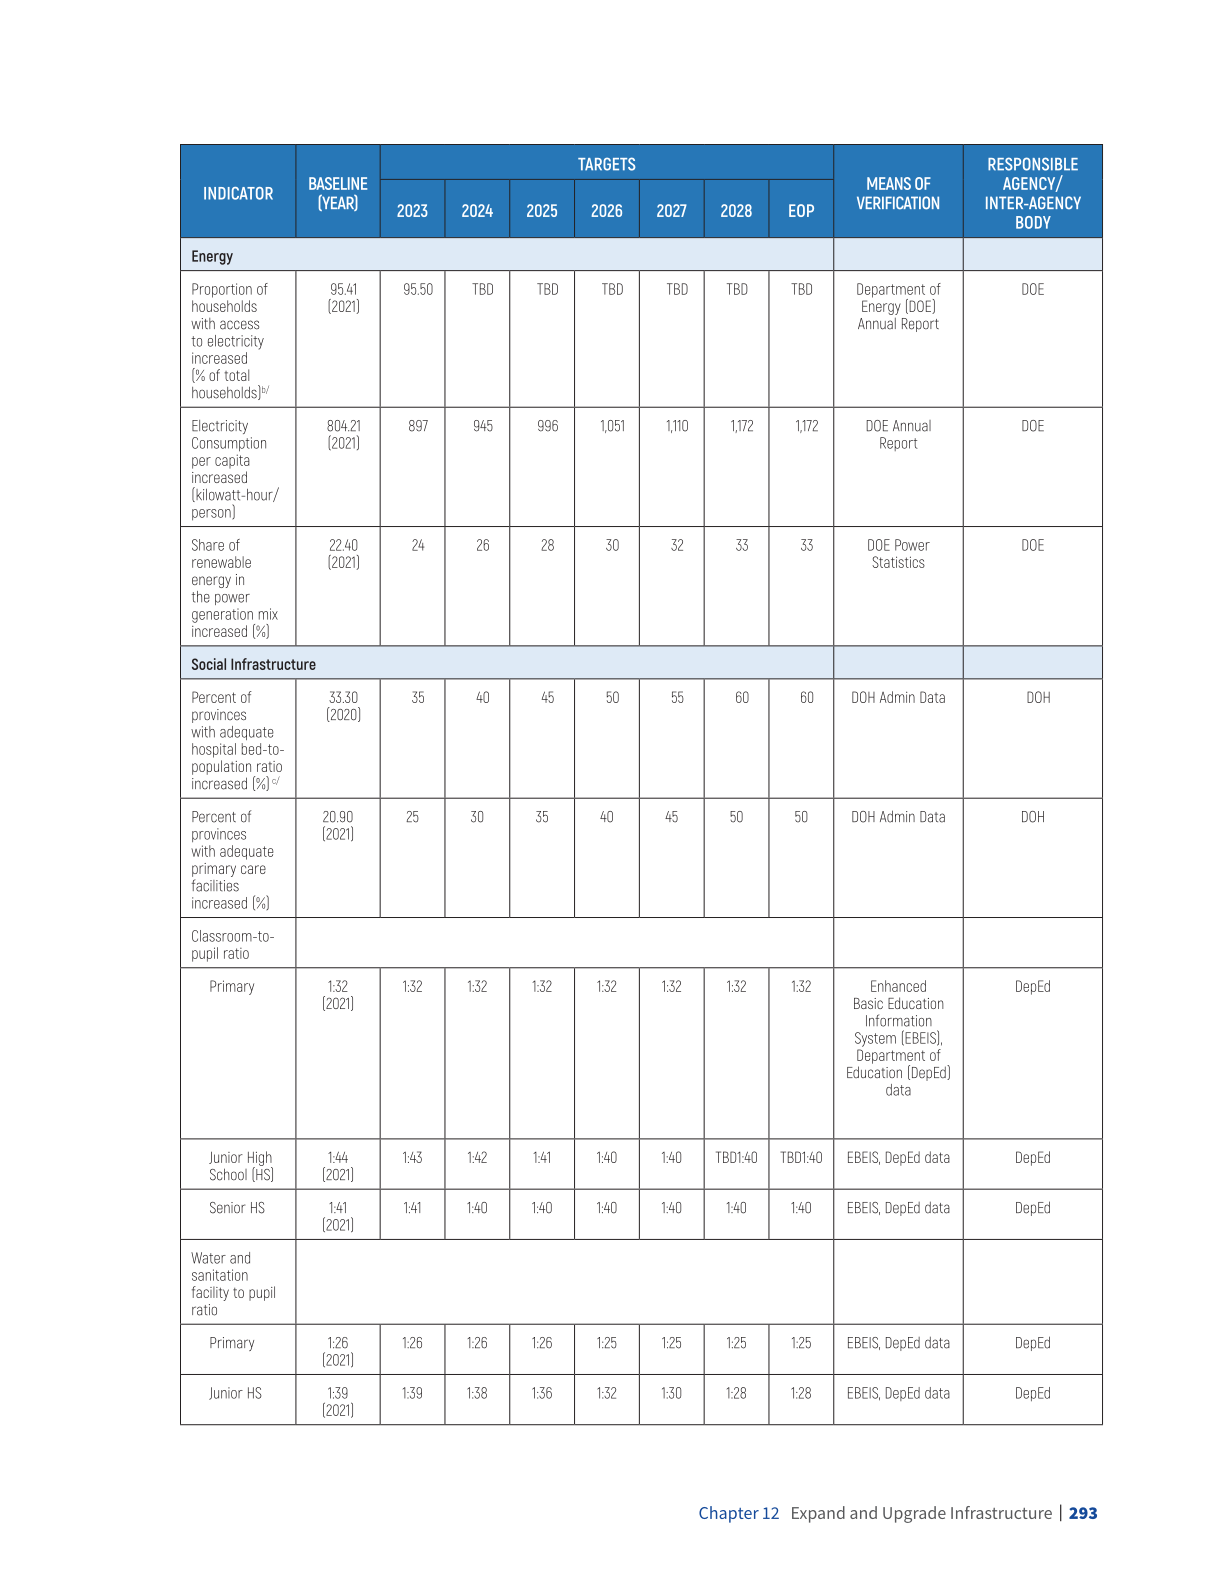 INDICATOR
BASELINE
(YEAR)
TARGETS
2023 2024 2025 2026 2027 2028 EOP
MEANS OF
VERIFICATION
RESPONSIBLE
AGENCY/
INTER-AGENCY
BODY
Energy
Proportion of
households
with access
to electricity
increased
(% of total
households)b/
95.41
(2021)
95.50 TBD TBD TBD TBD TBD TBD
Department of
Energy (DOE)
Annual Report
DOE
Electricity
Consumption
per capita
increased
(kilowatt-hour/
person)
804.21
(2021)
897 945 996 1,051 1,110 1,172 1,172
DOE Annual
Report
DOE
Share of
renewable
energy in
the power
generation mix
increased (%)
22.40
(2021)
24 26 28 30 32 33 33
DOE Power
Statistics
DOE
Social Infrastructure
Percent of
provinces
with adequate
hospital bed-to-
population ratio
increased (%) c/
33.30
(2020)
35 40 45 50 55 60 60
DOH Admin Data
DOH
Percent of
provinces
with adequate
primary care
facilities
increased (%)
20.90
(2021)
25 30 35 40 45 50 50
DOH Admin Data
DOH
Classroom-to-
pupil ratio
Primary
1:32
(2021)
1:32 1:32 1:32 1:32 1:32 1:32 1:32
Enhanced
Basic Education
Information
System (EBEIS),
Department of
Education (DepEd)
data
DepEd
Junior High
School (HS)
1:44
(2021)
1:43 1:42 1:41 1:40 1:40 TBD1:40 TBD1:40
EBEIS, DepEd data
DepEd
Senior HS
1:41
(2021)
1:41 1:40 1:40 1:40 1:40 1:40 1:40
EBEIS, DepEd data
DepEd
Water and
sanitation
facility to pupil
ratio
Primary
1:26
(2021)
1:26 1:26 1:26 1:25 1:25 1:25 1:25
EBEIS, DepEd data
DepEd
Junior HS
1:39
(2021)
1:39 1:38 1:36 1:32 1:30 1:28 1:28
EBEIS, DepEd data
DepEd
Chapter 12 Expand and Upgrade Infrastructure | 293